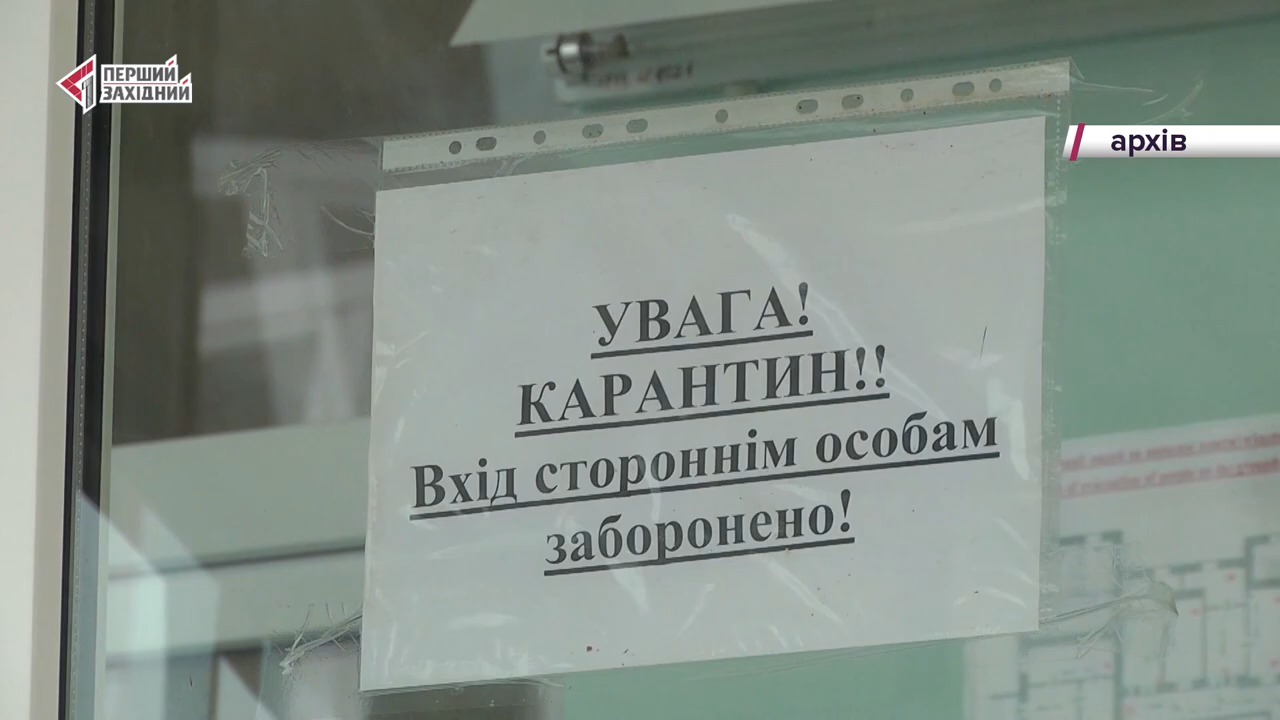 ПЕРШИЙ
ЗАХІДНИЙ
архів
УВАГА!
КАРАНТИН!!
Вхід стороннім особам
заборонено!